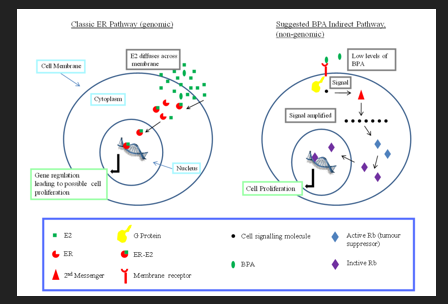 Classic ER Pathway (genomic)
Suggested BPA Indirect Pathway,
(non-genomic)
E2 diffuses across
membrane
Cell Membrane
Cytoplasm
Nucleus
Gene regulation
leading to possible cell
proliferation
Low levels of
BPA
Signal
Signal amplified
Cell Proliferation
E2
G Protein
Cell signalling molecule
Active Rb (tumour
suppressor)
ER
ER-E2
BPA
Inctive Rb
2nd Messenger
Membrane receptor